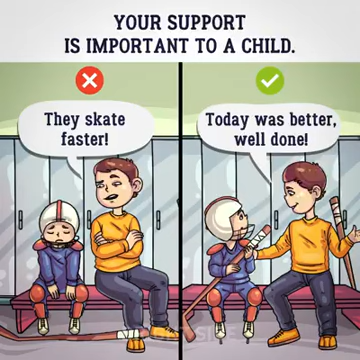 YOUR SUPPORT
IS IMPORTANT TO A CHILD.
They skate
faster!
Today was better,
well done!